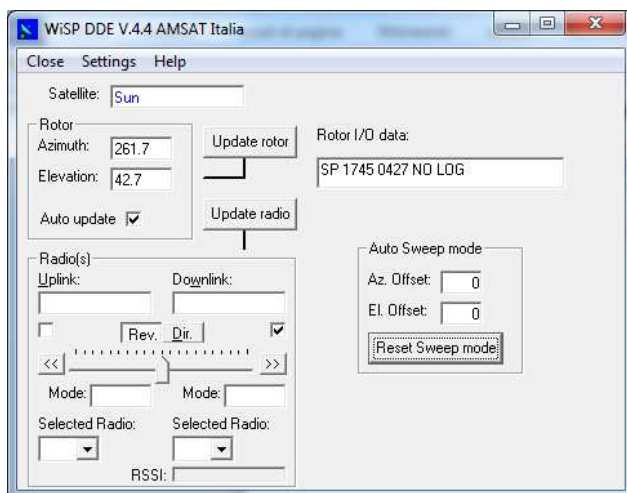 WiSP DDE V.4.4 AMSAT Italia
Close Settings Help
Satellite: Sun
Rotor
Azimuth: 261.7
Elevation: 42.7
Auto update
Update rotor
Update radio
Rotor I/O data:
SP 1745 0427 NO LOG
Radio(s)
Uplink: Downlink:
Rev. Dir.
<< >>
Mode: Mode:
Selected Radio: Selected Radio:
RSSI:
Auto Sweep mode
Az. Offset: 0
El. Offset: 0
Reset Sweep mode